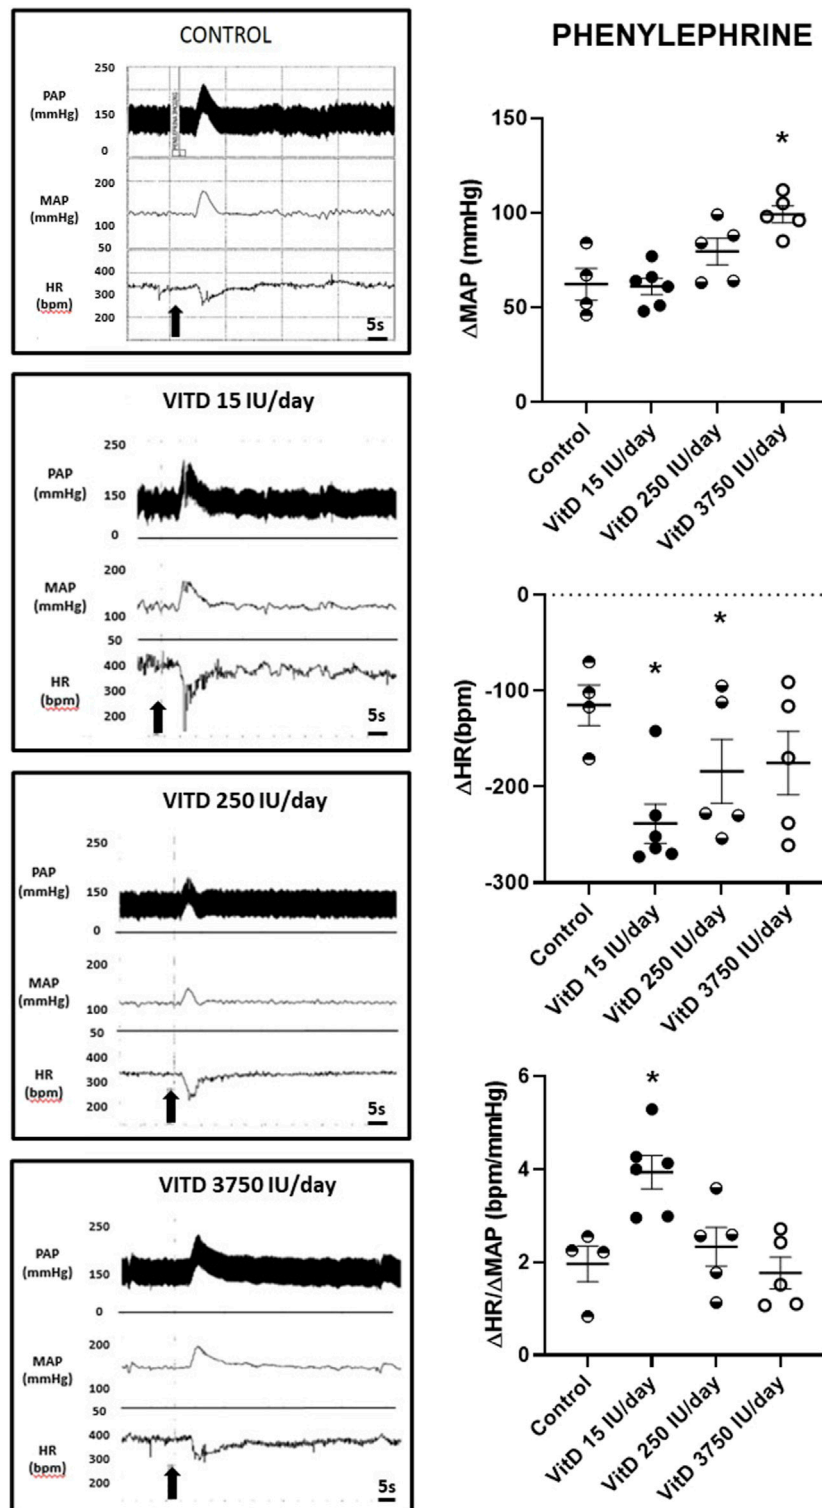 CONTROL
250
PAP
(mmHg)
150
0
200
MAP
(mmHg)
100
50
400
HR
300
(bpm)
200
5s
VITD 15 IU/day
250
PAP
(mmHg)
150
0
200
MAP
(mmHg)
100
50
400
HR
(bpm)
300
200
5s
VITD 250 IU/day
250
PAP
(mmHg)
150
0
200
MAP
(mmHg)
100
50
400
HR
300
(bpm)
200
5s
VITD 3750 IU/day
250
PAP
(mmHg)
150
0
200
MAP
(mmHg)
100
50
400
HR
300
(bpm)
200
5s
PHENYLEPHRINE
150
*
100
ΔMAP (mmHg)
50
0
Control
VitD 15 IU/day
VitD 250 IU/day
VitD 3750 IU/day
0
*
*
-100
ΔHR(bpm)
-200
-300
Control
VitD 15 IU/day
VitD 250 IU/day
VitD 3750 IU/day
6
*
4
ΔHR/ΔMAP (bpm/mmHg)
2
0
Control
VitD 15 IU/day
VitD 250 IU/day
VitD 3750 IU/day